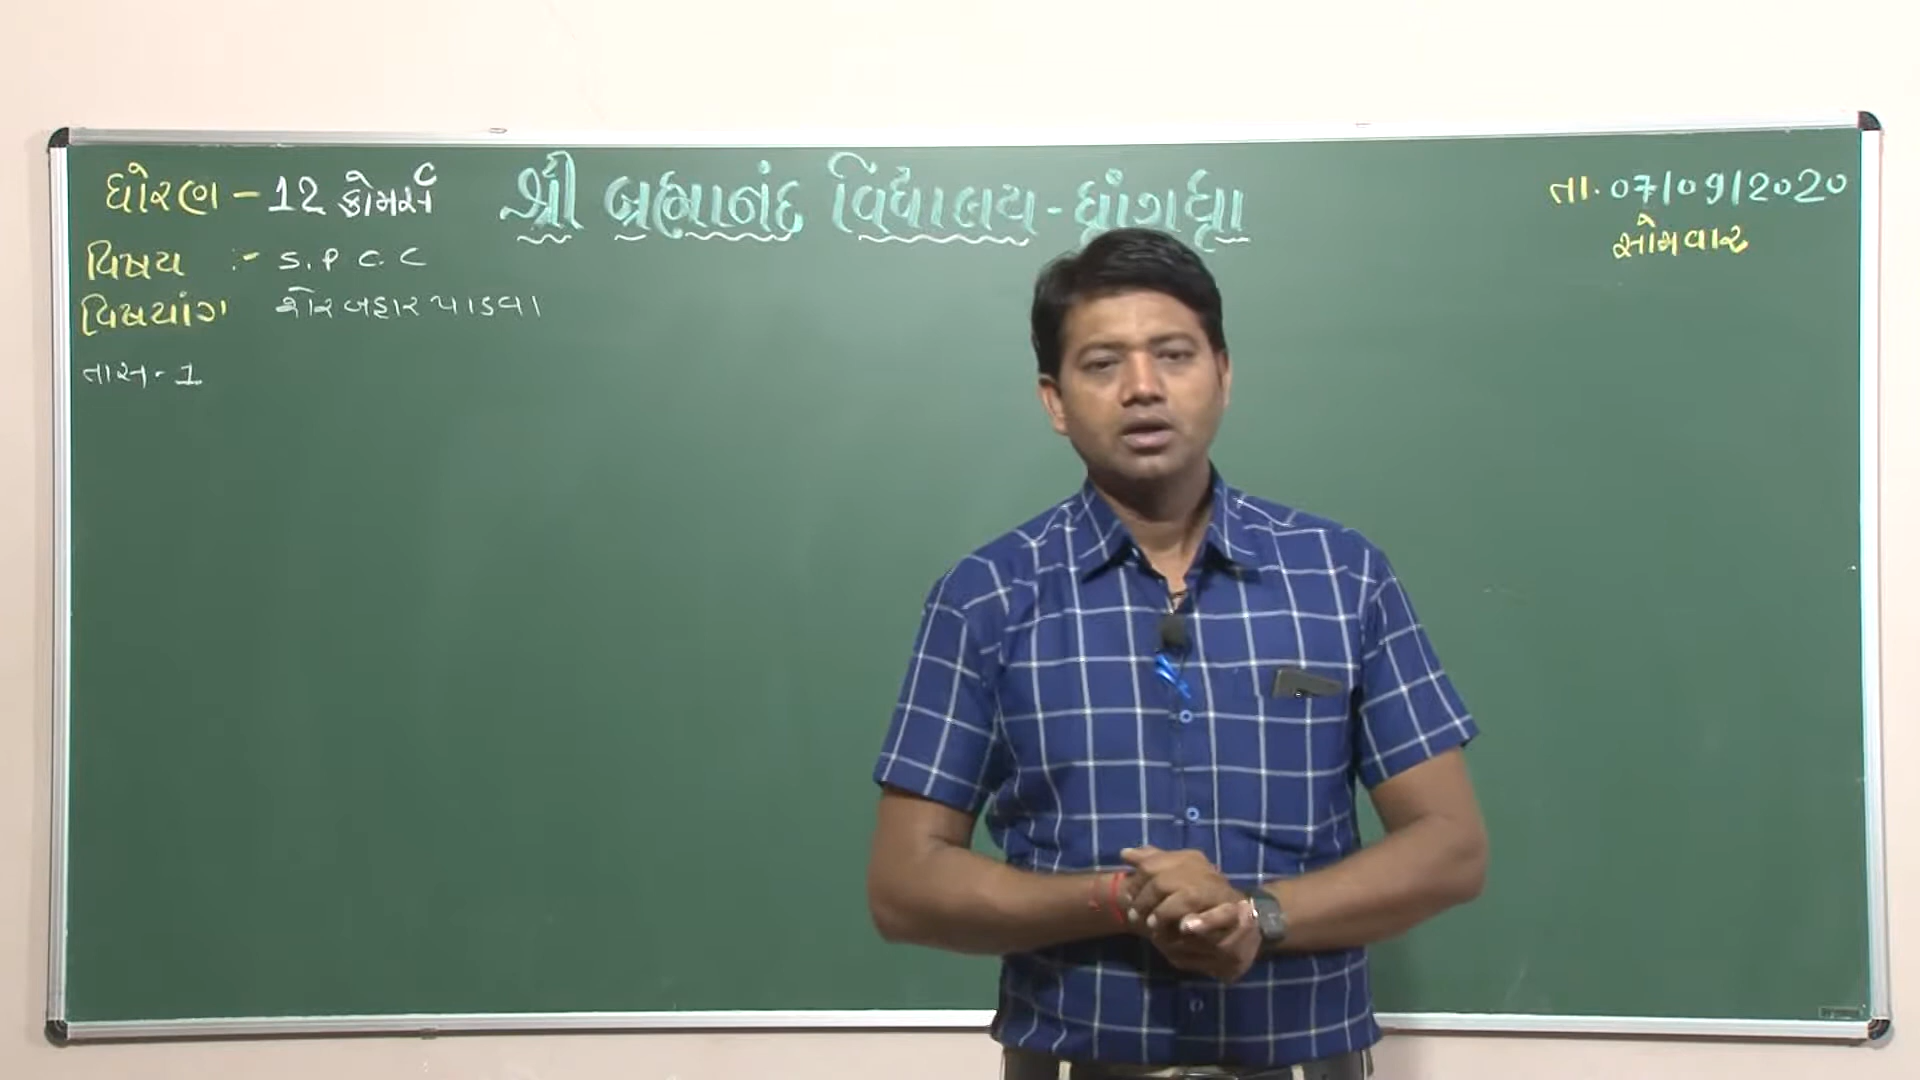 ધોરણ - 12 કોમર્સ
શ્રી બ્રહ્માનંદ વિદ્યાલય - ધ્રાંગધ્રા
તા. 07/09/2020
સોમવાર
વિષય :- S. P C. C
વિષયાંગ શેર બહાર પાડવા
તાસ - 1